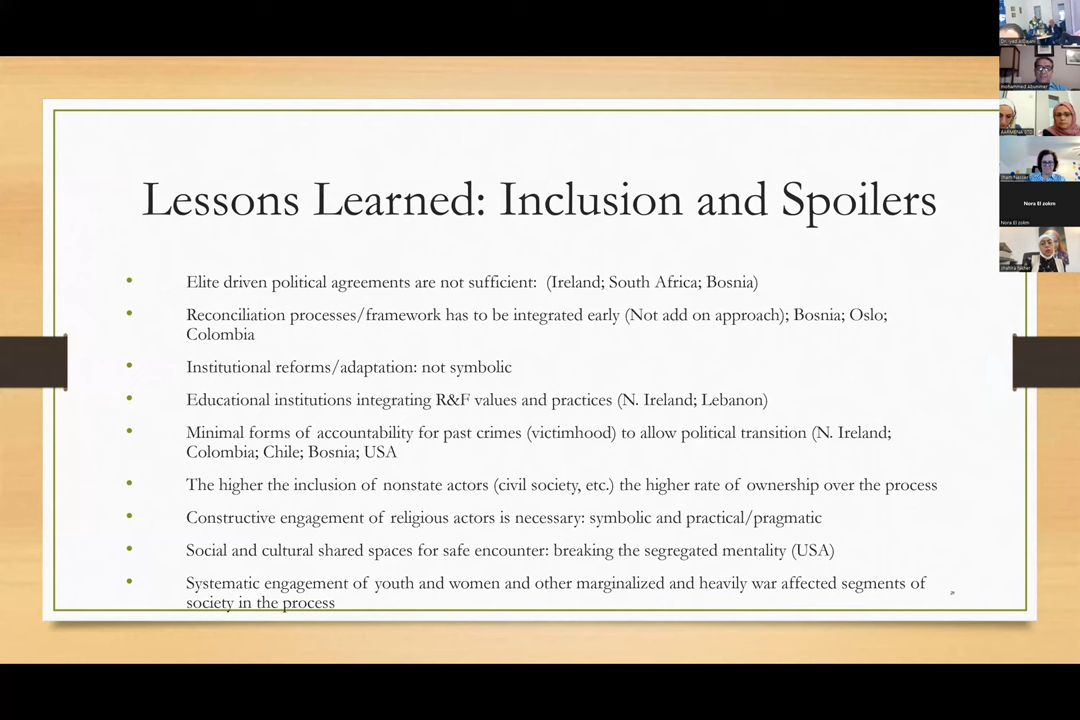 Lessons Learned: Inclusion and Spoilers
• Elite driven political agreements are not sufficient:  (Ireland; South Africa; Bosnia)
• Reconciliation processes/framework has to be integrated early (Not add on approach); Bosnia; Oslo;
Colombia
• Institutional reforms/adaptation: not symbolic
• Educational institutions integrating R&F values and practices (N. Ireland; Lebanon)
• Minimal forms of accountability for past crimes (victimhood) to allow political transition (N. Ireland;
Colombia; Chile; Bosnia; USA
• The higher the inclusion of nonstate actors (civil society, etc.) the higher rate of ownership over the process
• Constructive engagement of religious actors is necessary: symbolic and practical/pragmatic
• Social and cultural shared spaces for safe encounter: breaking the segregated mentality (USA)
• Systematic engagement of youth and women and other marginalized and heavily war affected segments of
society in the process
mohammed Abunimer
Nora El zokm
Nora El zokm